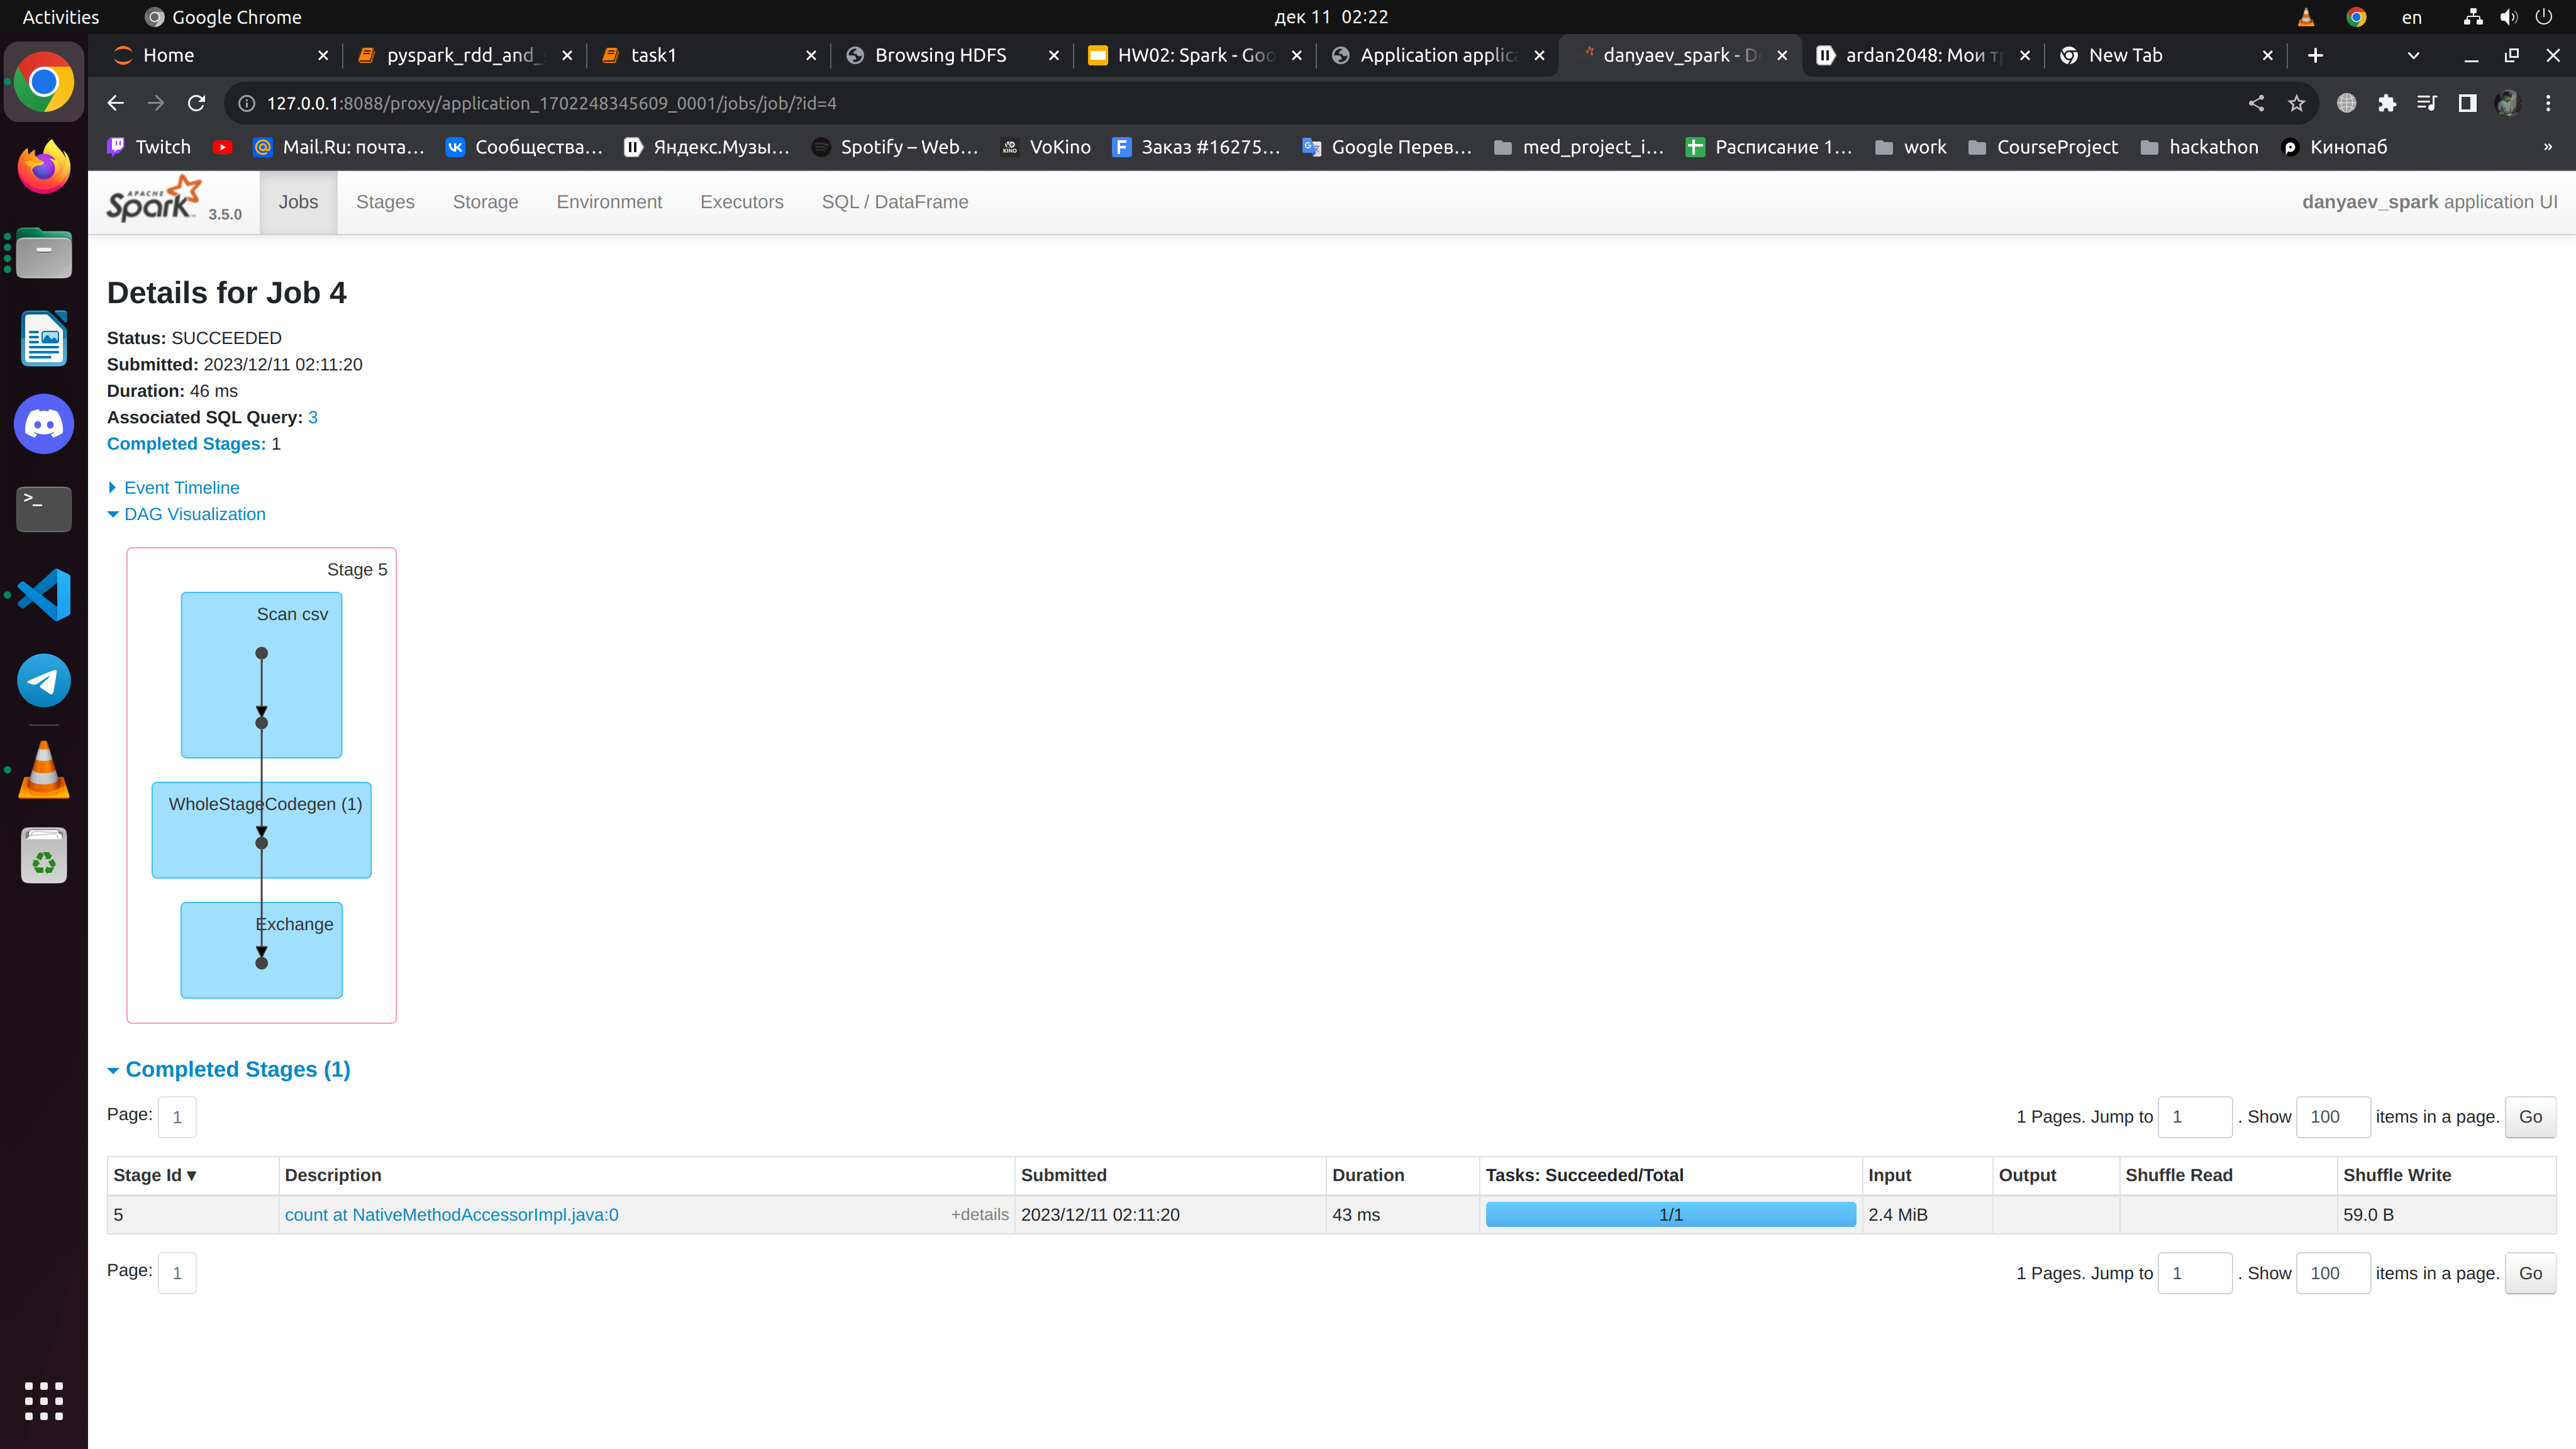 Activities Google Chrome дек 11 02:22 en
Home pyspark_rdd_and_ task1 Browsing HDFS HW02: Spark - Goo Application applica danyaev_spark - De ardan2048: Мои тр New Tab
127.0.0.1:8088/proxy/application_1702248345609_0001/jobs/job/?id=4
Twitch Mail.Ru: почта… Сообщества… Яндекс.Музы… Spotify – Web… VoKino Заказ #16275… Google Перев… med_project_i… Расписание 1… work CourseProject hackathon Кинопаб »
APACHE Spark 3.5.0 Jobs Stages Storage Environment Executors SQL / DataFrame danyaev_spark application UI
Details for Job 4
Status: SUCCEEDED
Submitted: 2023/12/11 02:11:20
Duration: 46 ms
Associated SQL Query: 3
Completed Stages: 1
Event Timeline
DAG Visualization
Stage 5
Scan csv
WholeStageCodegen (1)
Exchange
Completed Stages (1)
Page: 1 1 Pages. Jump to 1 . Show 100 items in a page. Go
Stage Id ▾ Description Submitted Duration Tasks: Succeeded/Total Input Output Shuffle Read Shuffle Write
5 count at NativeMethodAccessorImpl.java:0 +details 2023/12/11 02:11:20 43 ms 1/1 2.4 MiB 59.0 B
Page: 1 1 Pages. Jump to 1 . Show 100 items in a page. Go